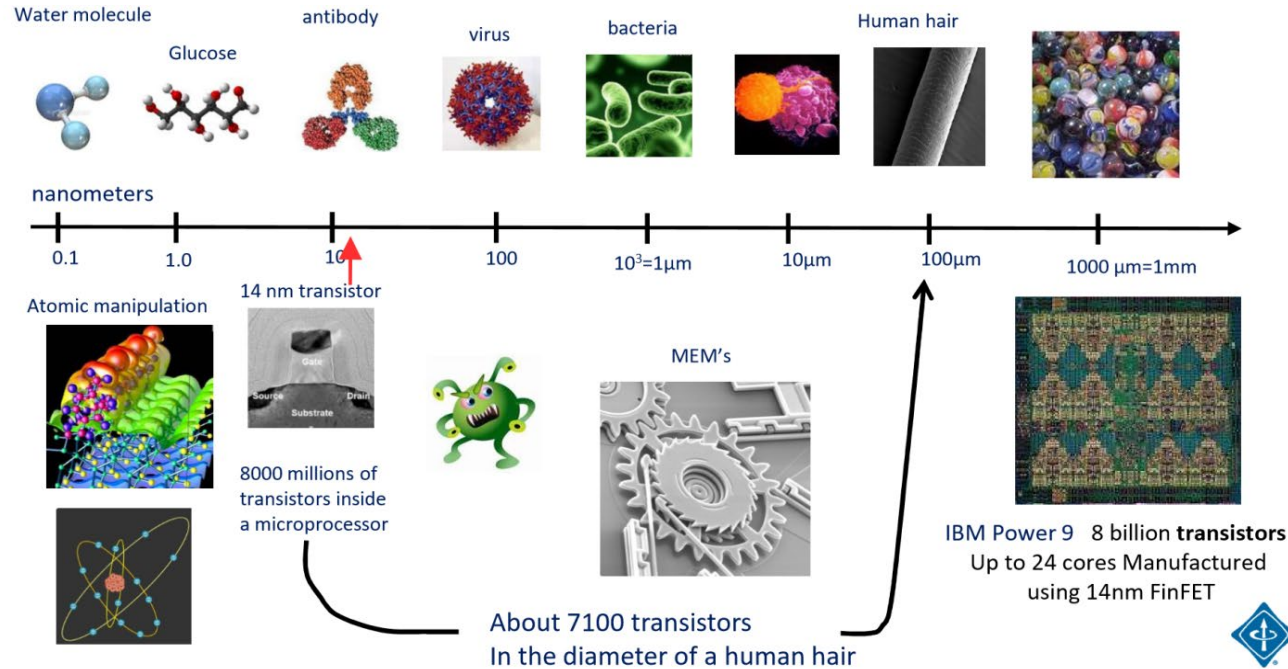 Water molecule
Glucose
antibody
virus
bacteria
Human hair
nanometers
0.1
1.0
10
100
10³=1μm
10μm
100μm
1000 μm=1mm
Atomic manipulation
14 nm transistor
Gate
Source
Drain
Substrate
8000 millions of
transistors inside
a microprocessor
MEM's
IBM Power 9 8 billion transistors
Up to 24 cores Manufactured
using 14nm FinFET
About 7100 transistors
In the diameter of a human hair